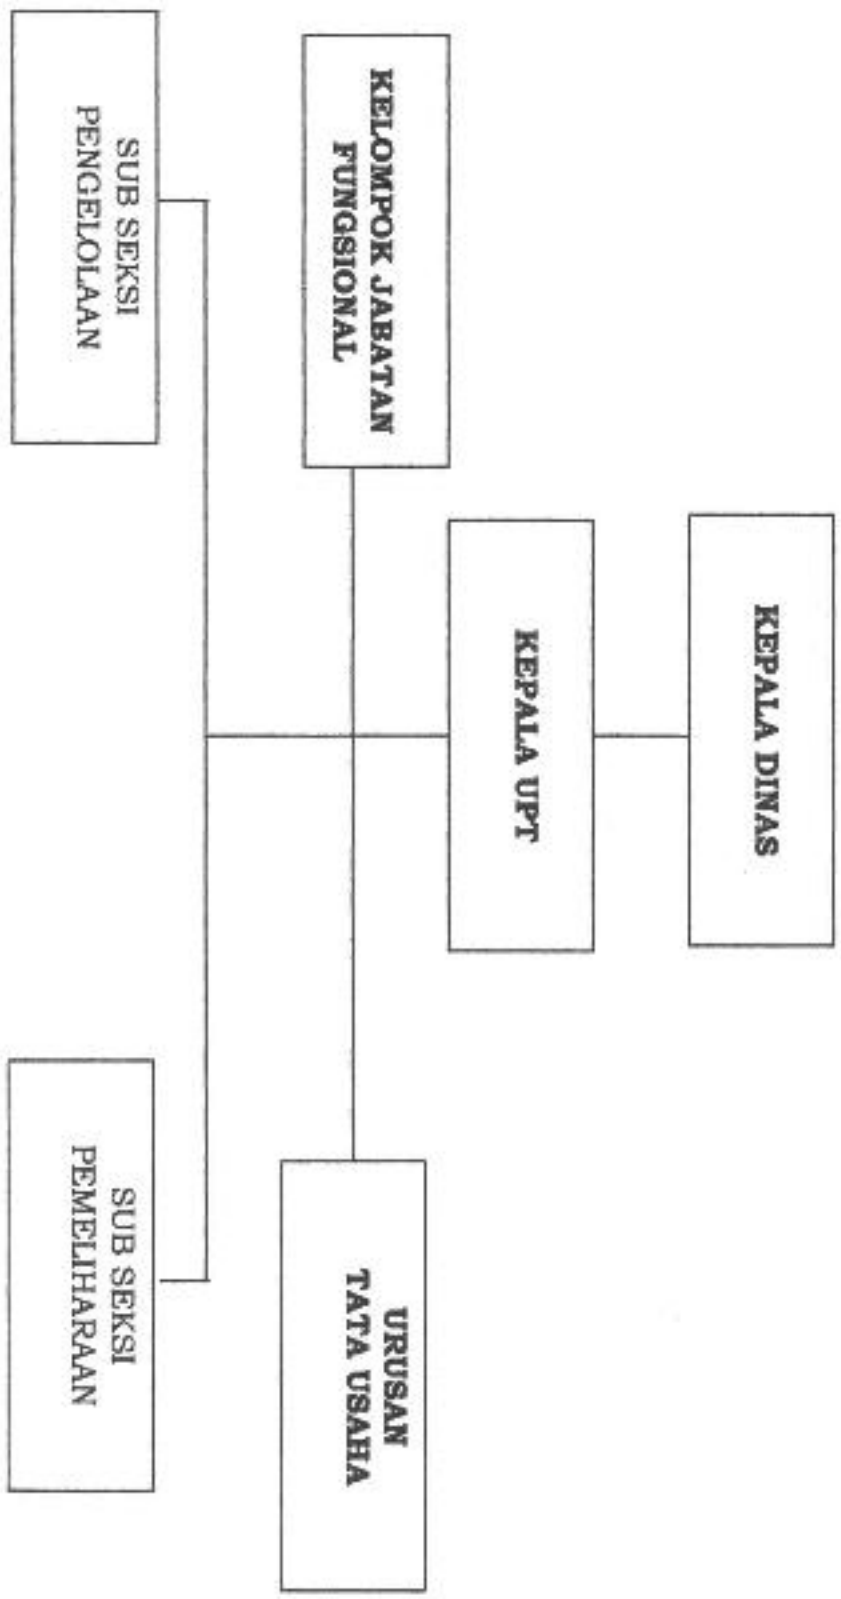 KEPALA DINAS
KEPALA UPT
KELOMPOK JABATAN
FUNGSIONAL
URUSAN
TATA USAHA
SUB SEKSI
PENGELOLAAN
SUB SEKSI
PEMELIHARAAN